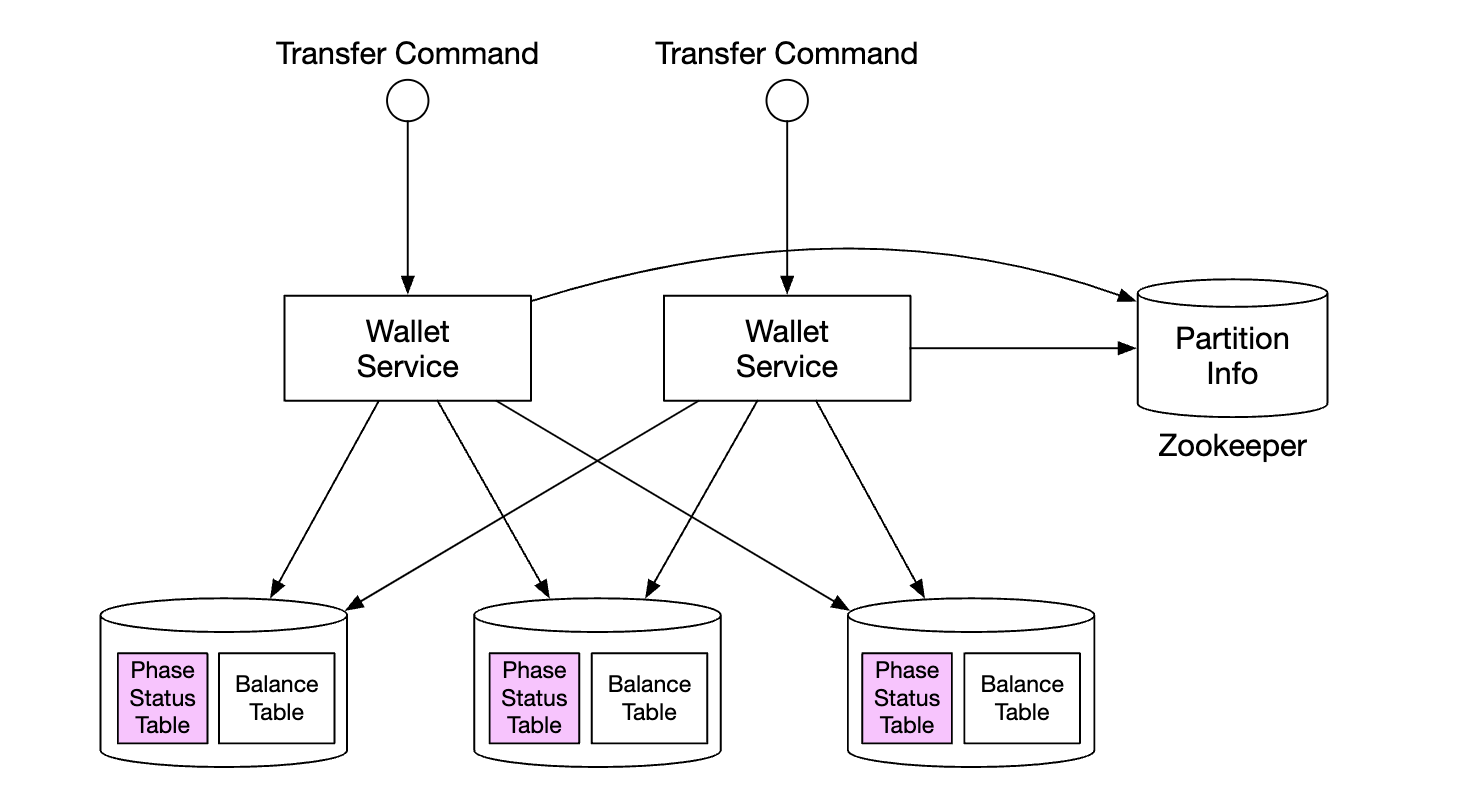 Transfer Command
Transfer Command
Wallet
Service
Wallet
Service
Partition
Info
Zookeeper
Phase
Status
Table
Balance
Table
Phase
Status
Table
Balance
Table
Phase
Status
Table
Balance
Table